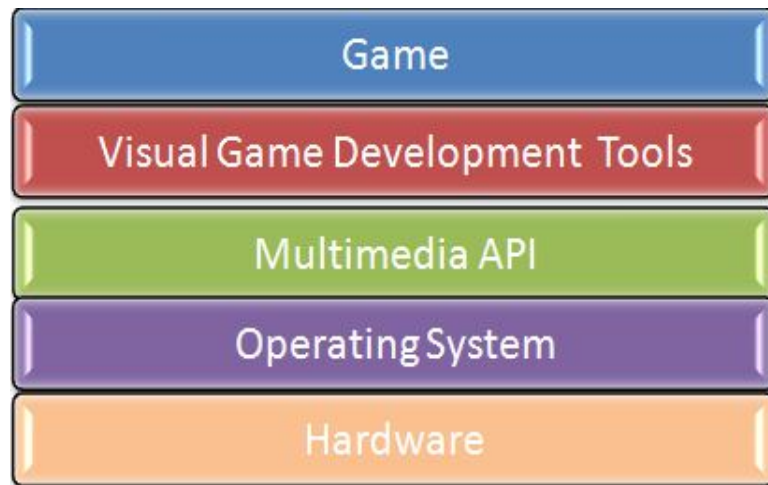 Game
Visual Game Development Tools
Multimedia API
Operating System
Hardware